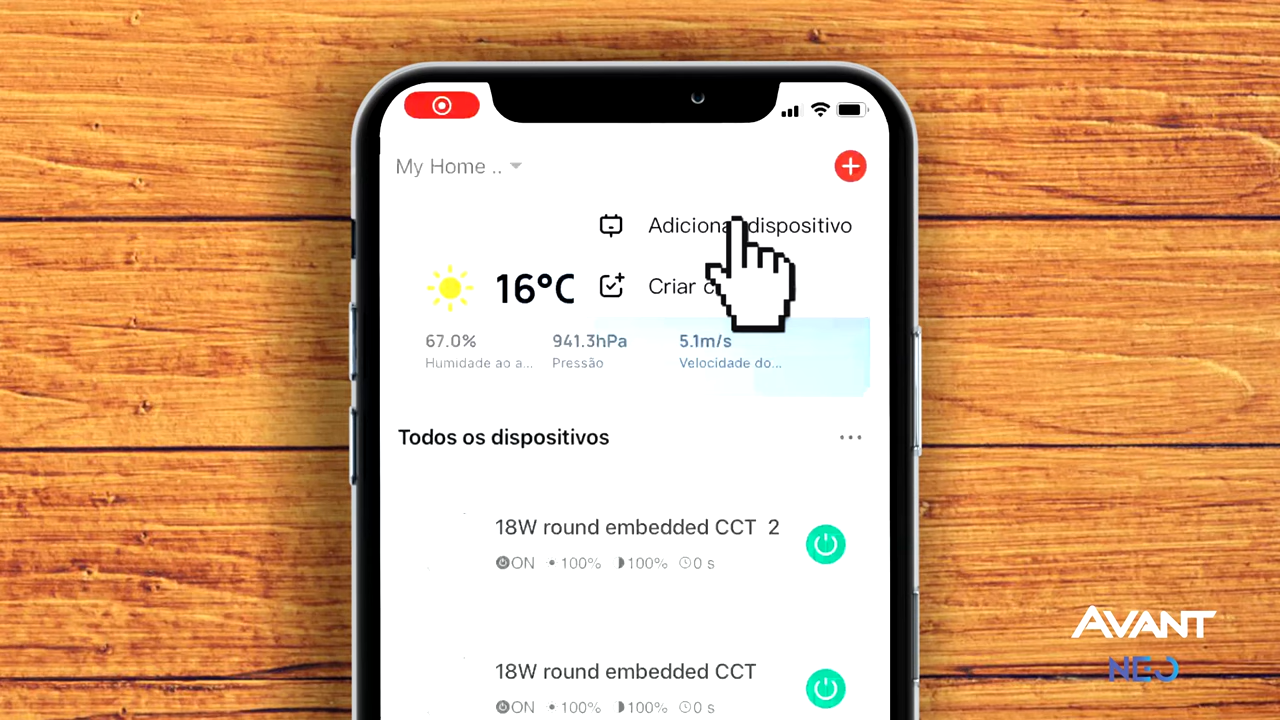 My Home ..
Adiciona dispositivo
16°C
Criar
67.0%
941.3hPa
5.1m/s
Humidade ao a...
Pressão
Velocidade do...
Todos os dispositivos
18W round embedded CCT 2
ON • 100% 100% 0 s
18W round embedded CCT
ON • 100% 100% 0 s
AVANT
NEO